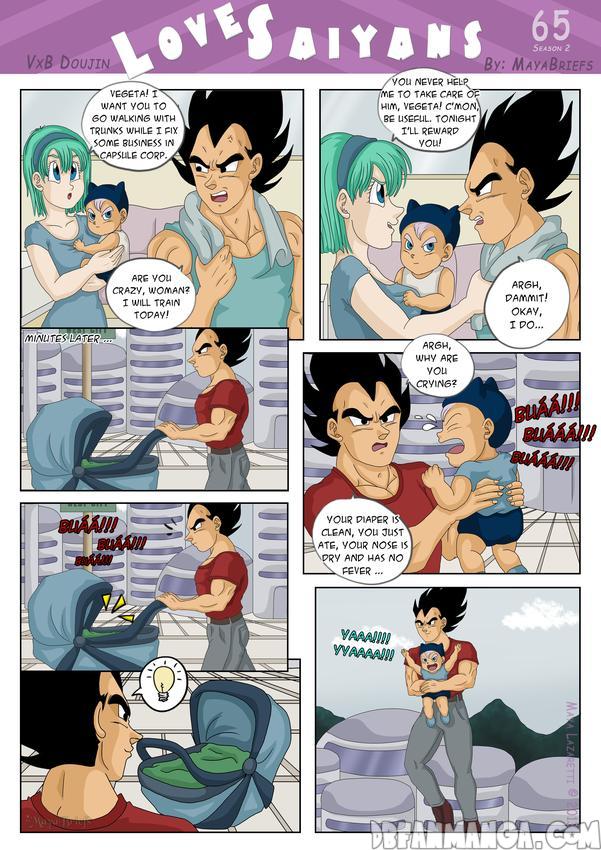 VxB Doujin
Love Saiyans
65
Season 2
By: MayaBriefs
VEGETA! I
WANT YOU TO
GO WALKING WITH
TRUNKS WHILE I FIX
SOME BUSINESS IN
CAPSULE CORP.
ARE YOU
CRAZY, WOMAN?
I WILL TRAIN
TODAY!
YOU NEVER HELP
ME TO TAKE CARE OF
HIM, VEGETA! C'MON,
BE USEFUL. TONIGHT
I'LL REWARD
YOU!
ARGH,
DAMMIT!
OKAY,
I DO...
MINUTES LATER ...
BUÁÁ!!!
BUÁÁ!!!
BUÁÁ!!!
ARGH,
WHY ARE
YOU
CRYING?
BUÁÁ!!!
BUÁÁÁ!!!
BUÁÁÁ!!!
YOUR DIAPER IS
CLEAN, YOU JUST
ATE, YOUR NOSE IS
DRY AND HAS NO
FEVER ...
Maya Briefs
YAAA!!!!
YYAAAA!!!
DBFANMANGA.COM